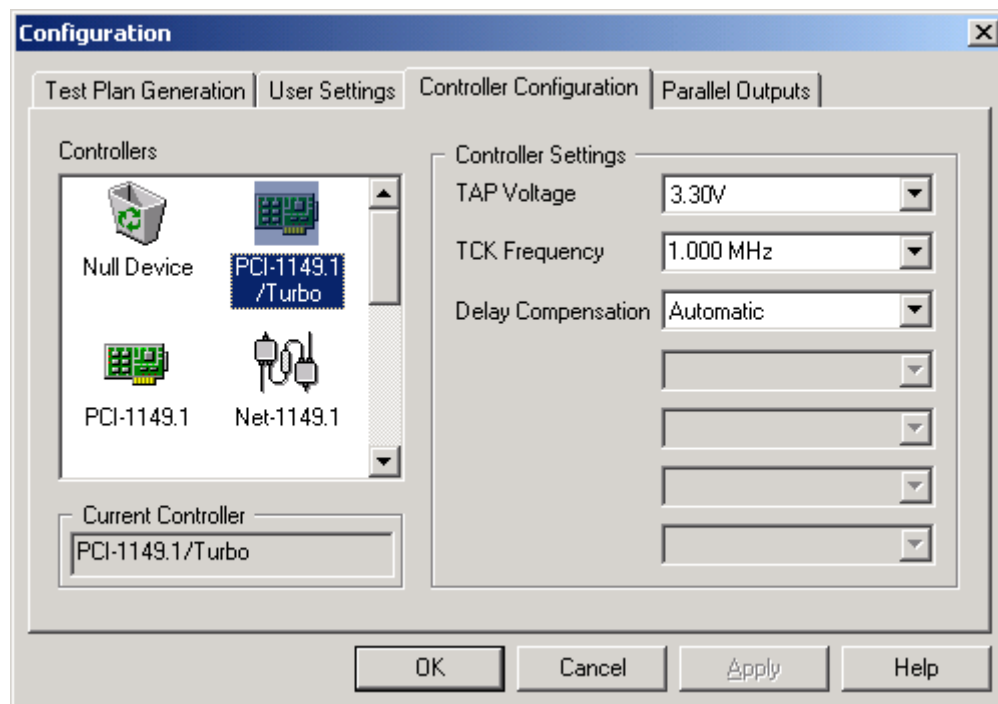 Configuration
Test Plan Generation
User Settings
Controller Configuration
Parallel Outputs
Controllers
Null Device
PCI-1149.1
/Turbo
PCI-1149.1
Net-1149.1
Current Controller
PCI-1149.1/Turbo
Controller Settings
TAP Voltage
3.30V
TCK Frequency
1.000 MHz
Delay Compensation
Automatic
OK
Cancel
Apply
Help